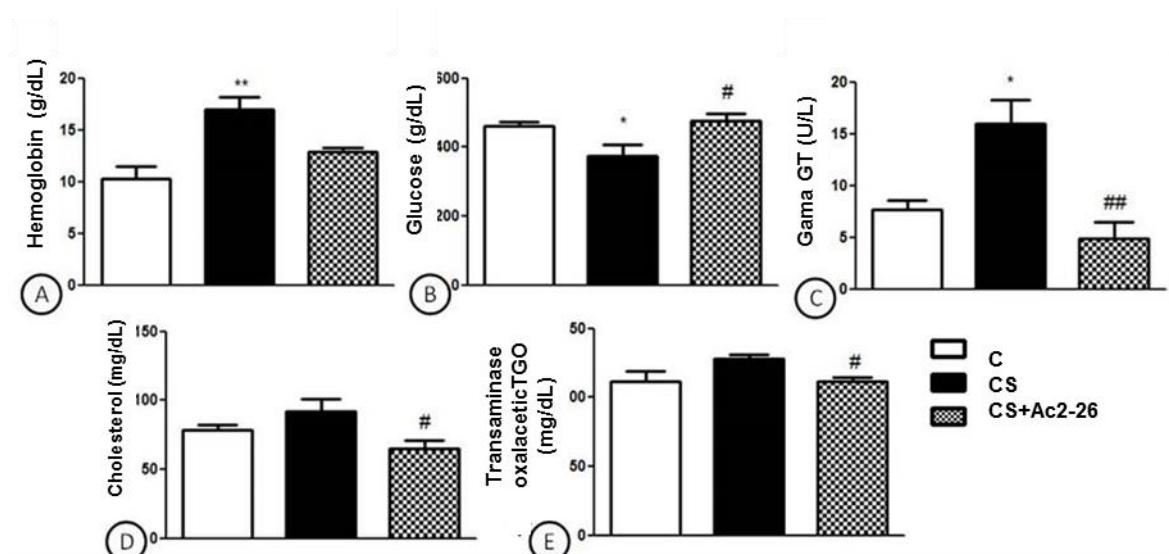 Hemoglobin (g/dL)
20
**
15
10
5
0
A
Glucose (g/dL)
600
#
*
400
200
0
B
Gama GT (U/L)
20
*
15
10
##
5
0
C
Cholesterol (mg/dL)
150
100
#
50
0
D
Transaminase
oxalaceticTGO
(mg/dL)
50
#
00
50
0
E
C
CS
CS+Ac2-26